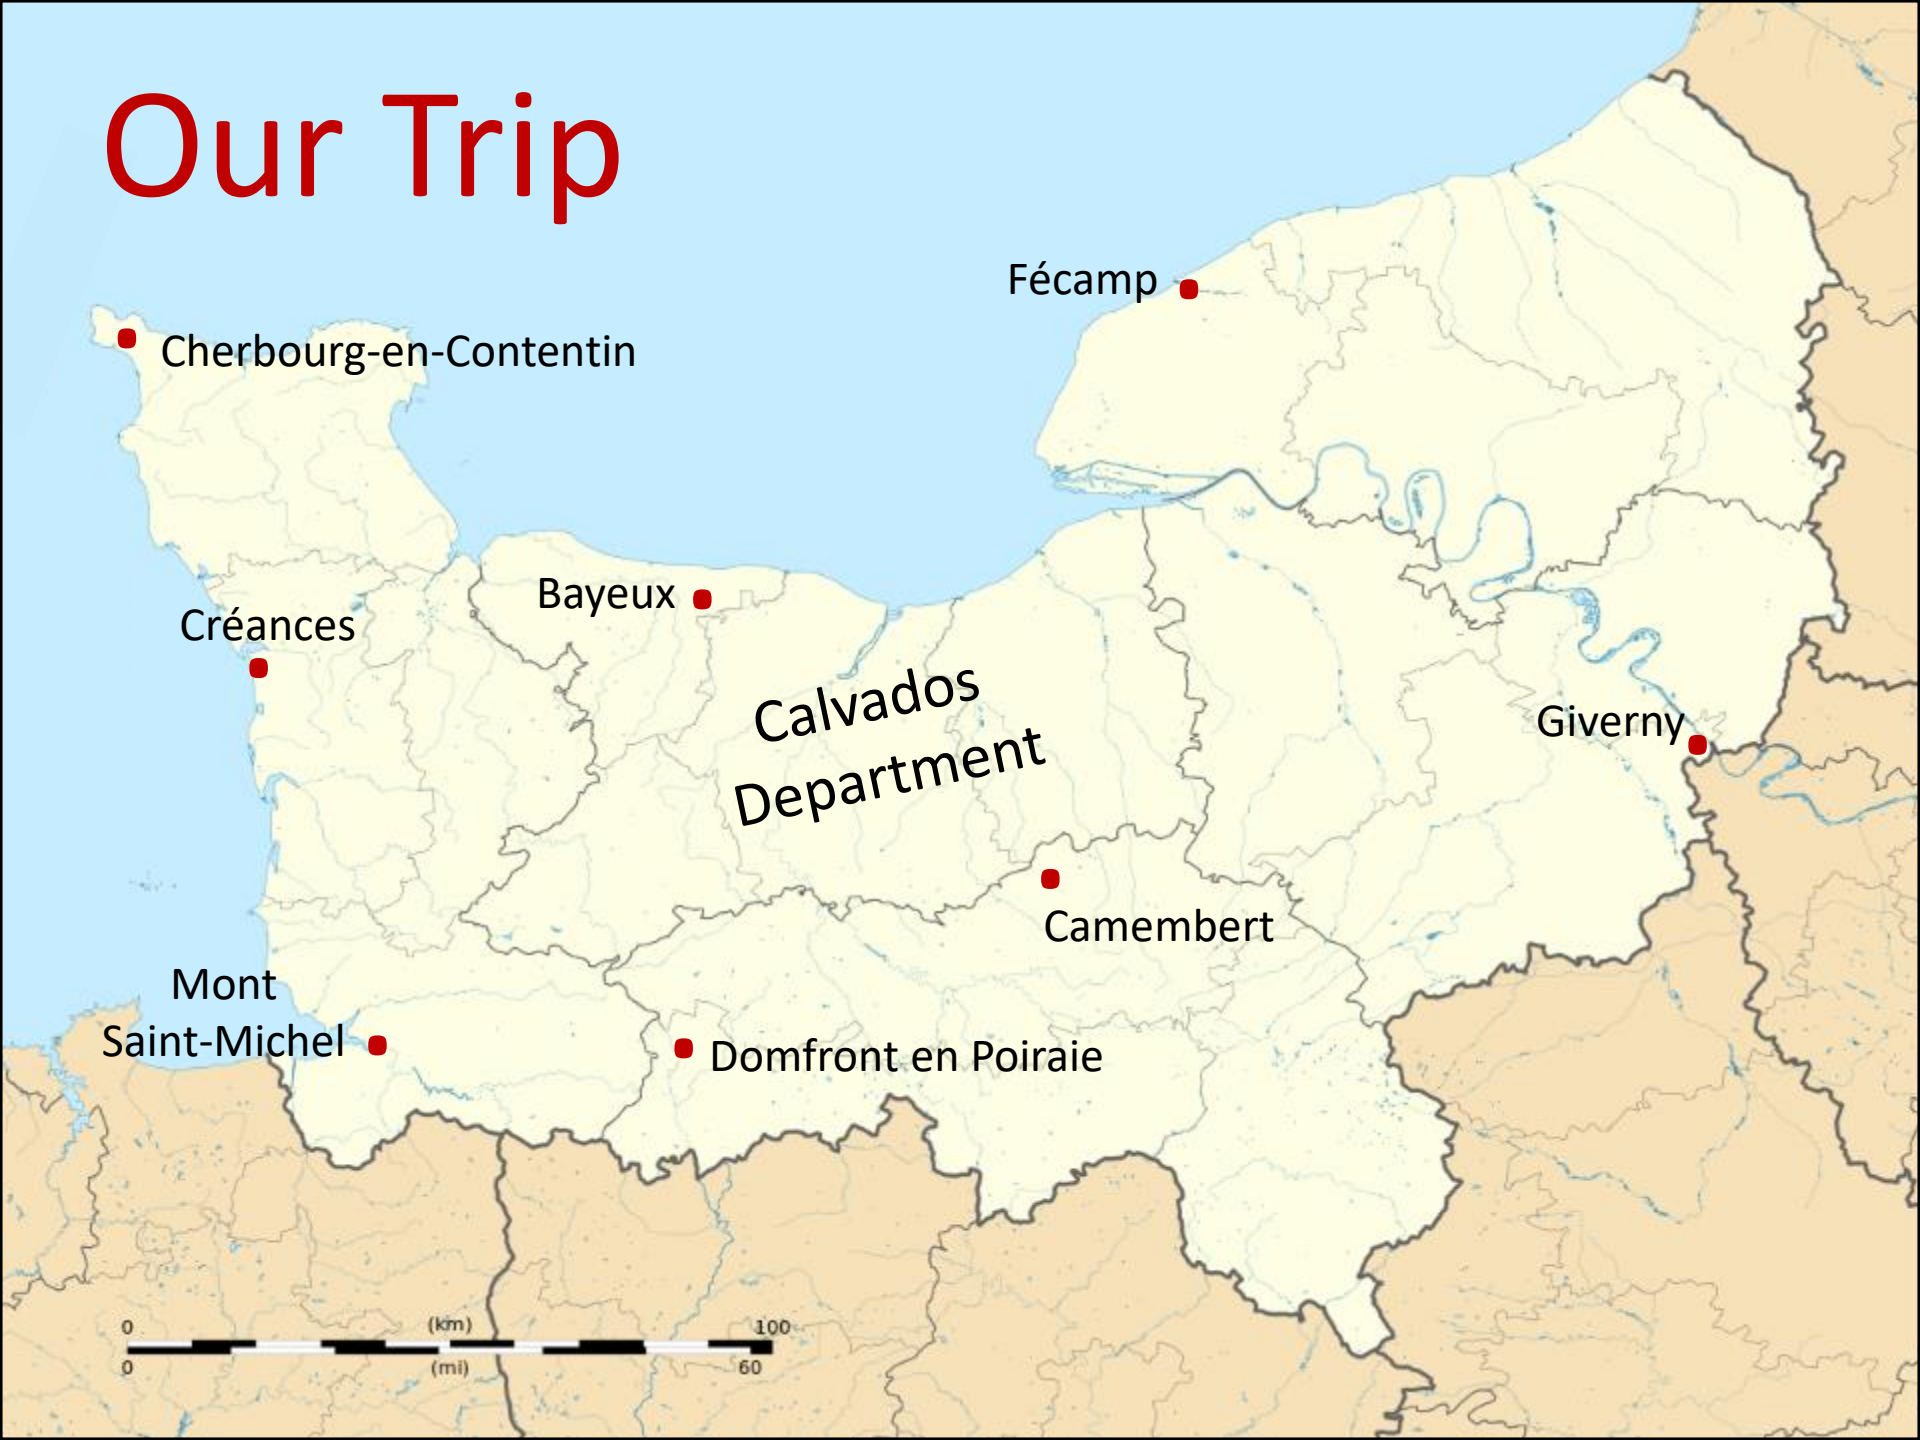 Our Trip
Fécamp
Cherbourg-en-Contentin
Bayeux
Créances
Calvados
Department
Giverny
Camembert
Mont
Saint-Michel
Domfront en Poiraie
0 (km) 100
0 (mi) 60